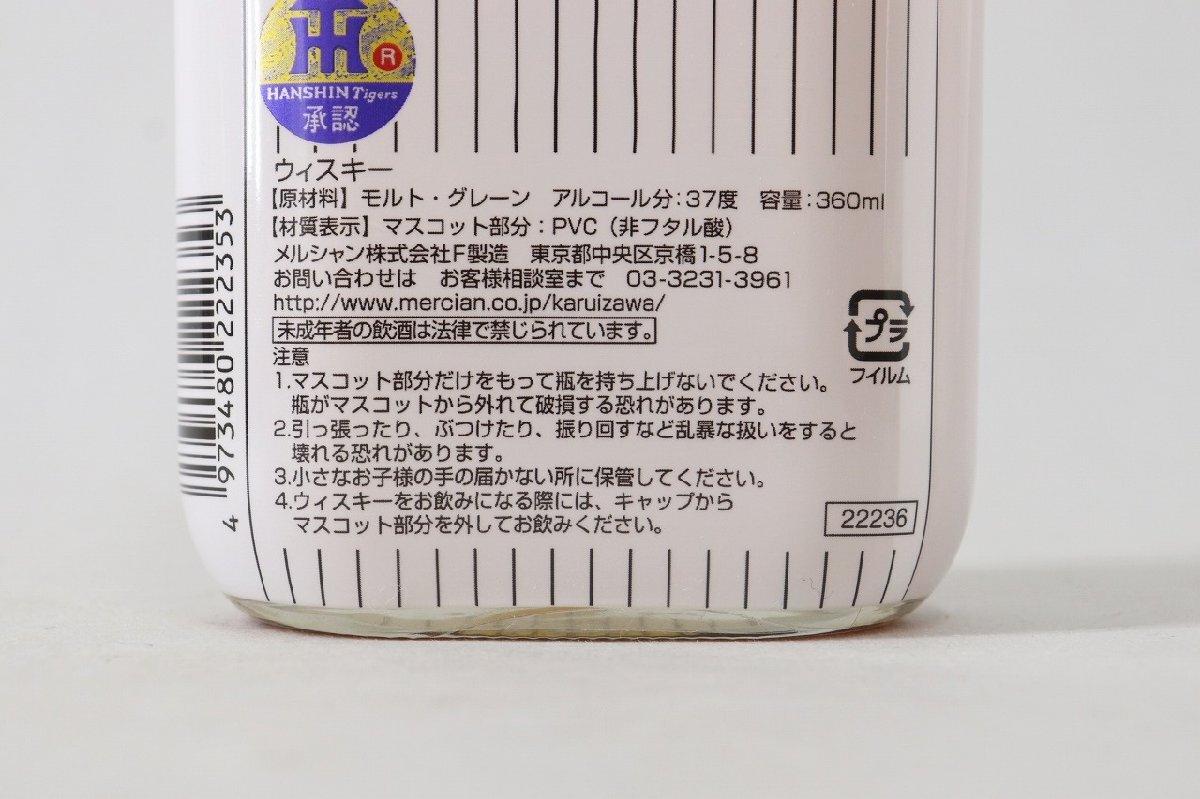 HT
R
HANSHIN Tigers
承認
ウィスキー
【原材料】モルト・グレーン アルコール分:37度 容量:360ml
【材質表示】マスコット部分:PVC(非フタル酸)
メルシャン株式会社F製造 東京都中央区京橋1-5-8
お問い合わせは お客様相談室まで 03-3231-3961
http://www.mercian.co.jp/karuizawa/
未成年者の飲酒は法律で禁じられています。
注意
1.マスコット部分だけをもって瓶を持ち上げないでください。
瓶がマスコットから外れて破損する恐れがあります。
2.引っ張ったり、ぶつけたり、振り回すなど乱暴な扱いをすると
壊れる恐れがあります。
3.小さなお子様の手の届かない所に保管してください。
4.ウィスキーをお飲みになる際には、キャップから
マスコット部分を外してお飲みください。
プラ
フイルム
22236
4 973480 222353